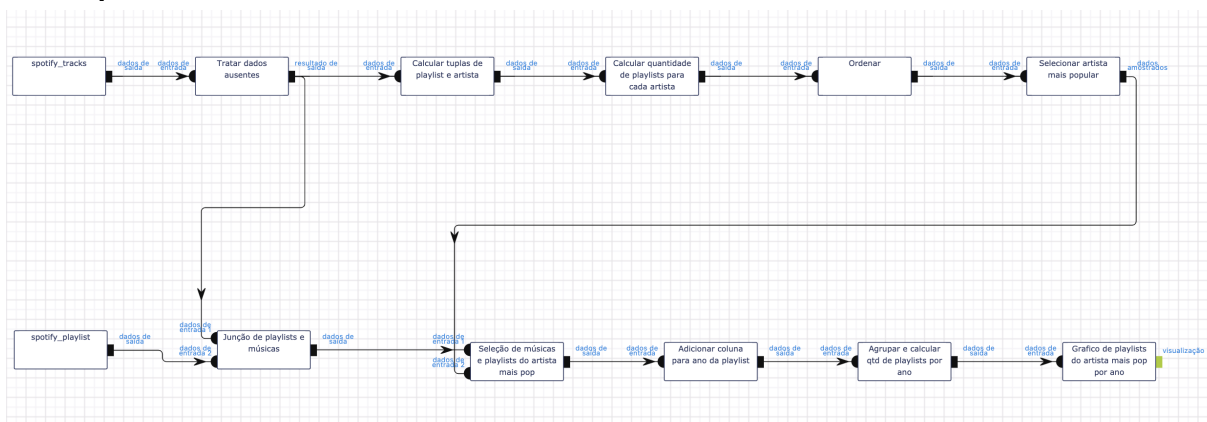 spotify_tracks
dados de
saída
dados de
entrada
Tratar dados
ausentes
resultado de
saída
dados de
entrada
Calcular tuplas de
playlist e artista
dados de
saída
dados de
entrada
Calcular quantidade
de playlists para
cada artista
dados de
saída
dados de
entrada
Ordenar
dados de
saída
dados de
entrada
Selecionar artista
mais popular
dados
amostrados
spotify_playlist
dados de
saída
dados de
entrada 1
dados de
entrada 2
Junção de playlists e
músicas
dados de
saída
dados de
entrada 1
dados de
entrada 2
Seleção de músicas
e playlists do artista
mais pop
dados de
saída
dados de
entrada
Adicionar coluna
para ano da playlist
dados de
saída
dados de
entrada
Agrupar e calcular
qtd de playlists por
ano
dados de
saída
dados de
entrada
Grafico de playlists
do artista mais pop
por ano
visualização